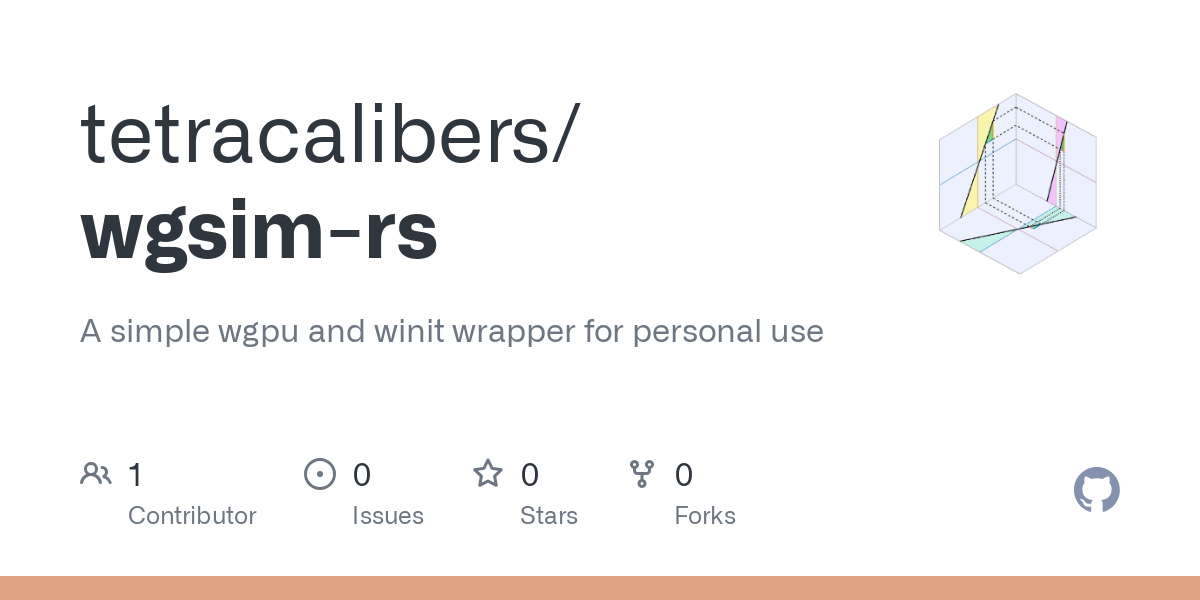 tetracalibers/
wgsim-rs
A simple wgpu and winit wrapper for personal use
1
Contributor
0
Issues
0
Stars
0
Forks